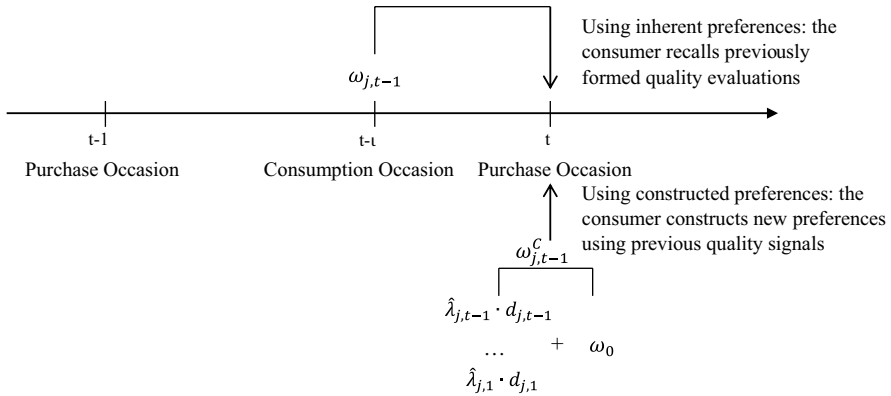 Using inherent preferences: the
consumer recalls previously
formed quality evaluations
ω_{j,t−1}
t-1
t-ι
t
Purchase Occasion
Consumption Occasion
Purchase Occasion
Using constructed preferences: the
consumer constructs new preferences
using previous quality signals
ω^C_{j,t−1}
λ̂_{j,t−1} · d_{j,t−1}
… + ω_0
λ̂_{j,1} · d_{j,1}